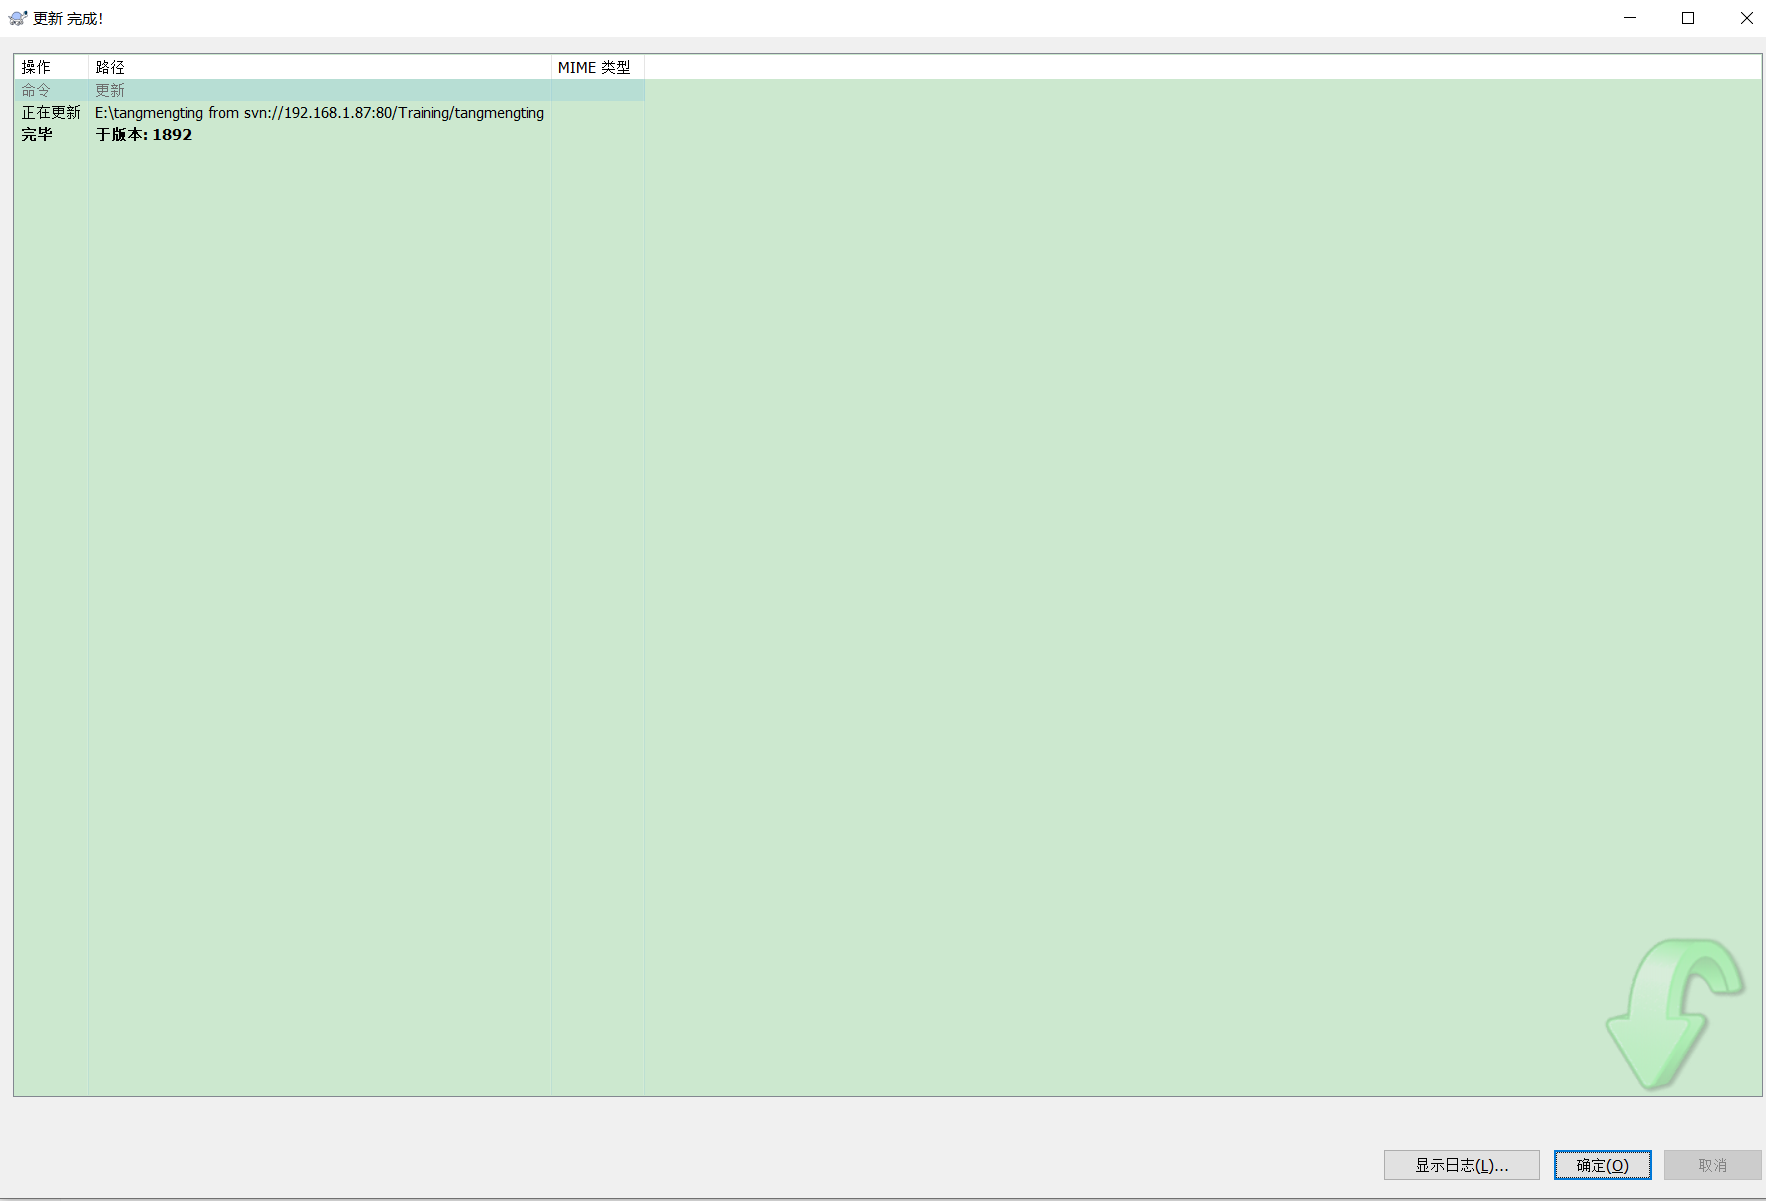 更新 完成!
操作 路径 MIME 类型
命令 更新
正在更新 E:\tangmengting from svn://192.168.1.87:80/Training/tangmengting
完毕 于版本: 1892
显示日志(L)... 确定(O) 取消